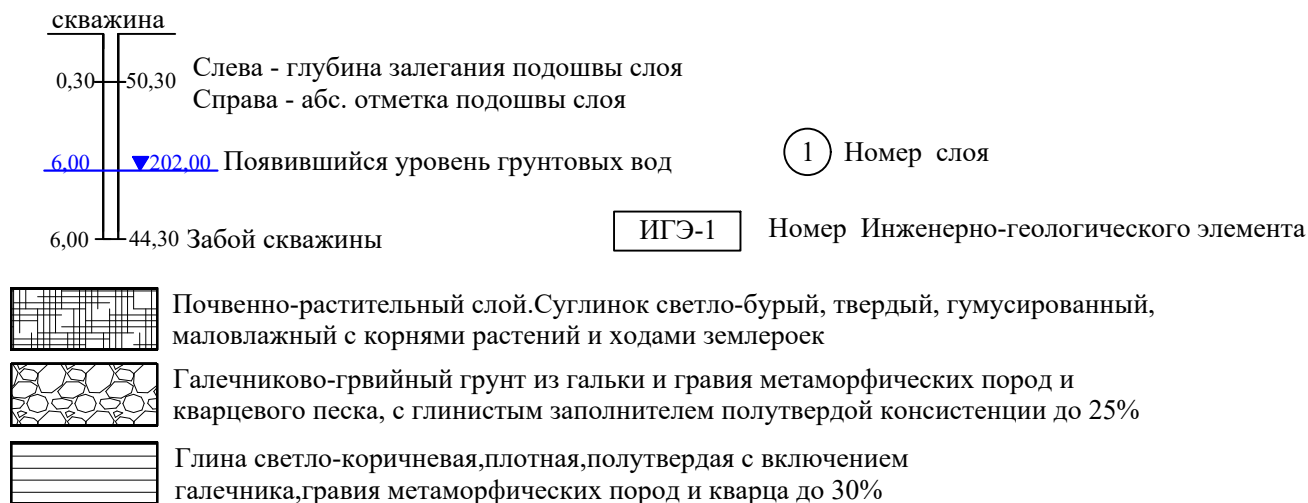 скважина
0,30 50,30 Слева - глубина залегания подошвы слоя
Справа - абс. отметка подошвы слоя
6,00 202,00 Появившийся уровень грунтовых вод
1 Номер слоя
6,00 44,30 Забой скважины
ИГЭ-1 Номер Инженерно-геологического элемента
Почвенно-растительный слой.Суглинок светло-бурый, твердый, гумусированный,
маловлажный с корнями растений и ходами землероек
Галечниково-грвийный грунт из гальки и гравия метаморфических пород и
кварцевого песка, с глинистым заполнителем полутвердой консистенции до 25%
Глина светло-коричневая,плотная,полутвердая с включением
галечника,гравия метаморфических пород и кварца до 30%